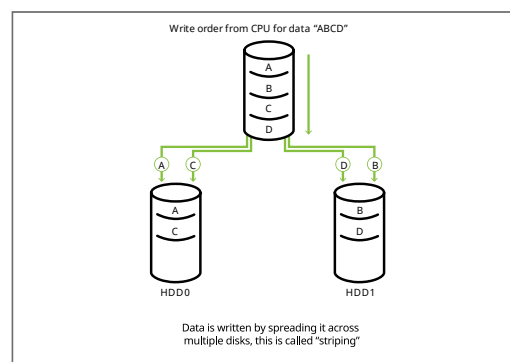 Write order from CPU for data “ABCD”
A
B
C
D
A
C
D
B
A
C
B
D
HDD0
HDD1
Data is written by spreading it across
multiple disks, this is called “striping”